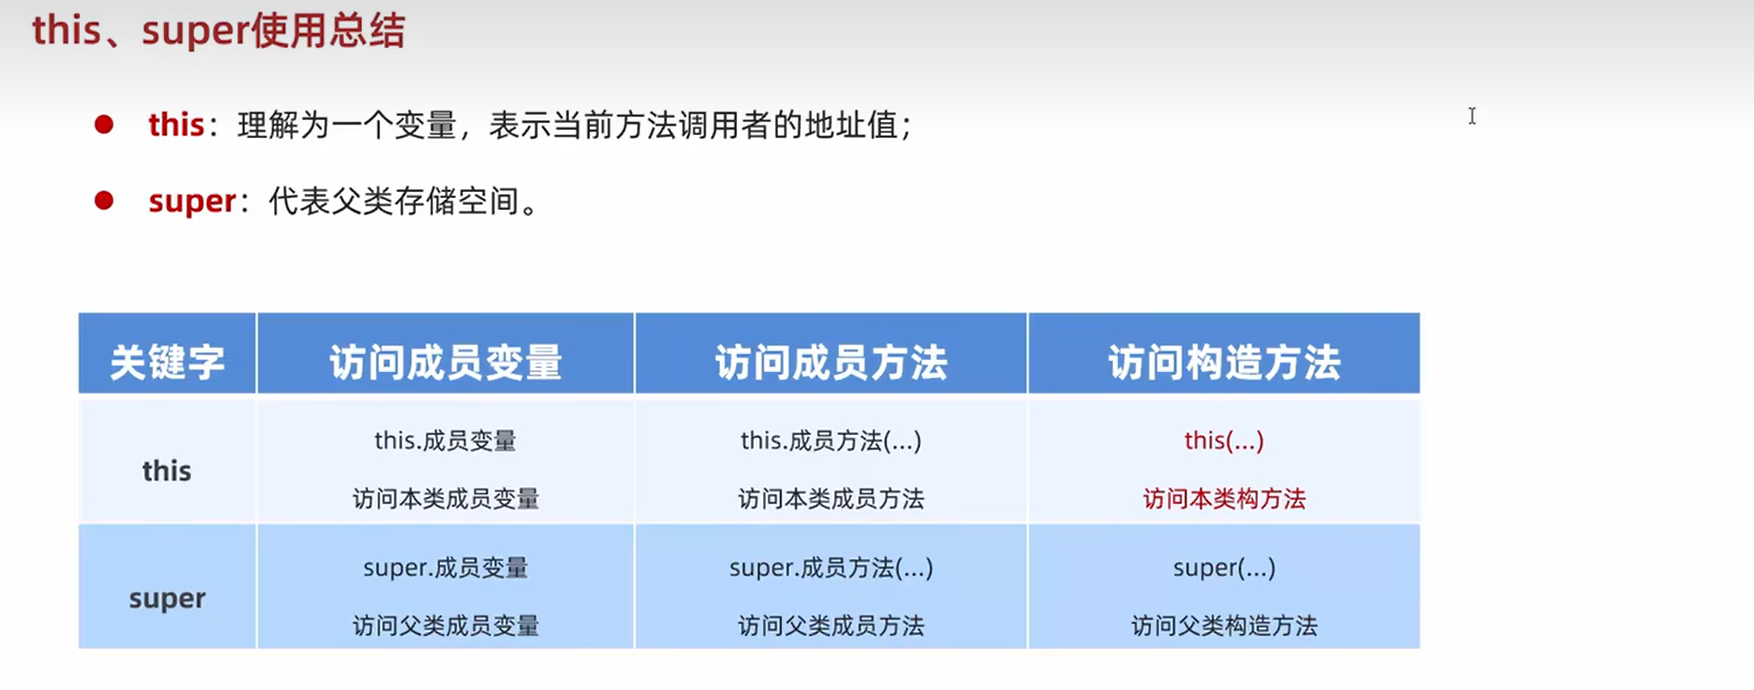 this、super使用总结
this：理解为一个变量，表示当前方法调用者的地址值；
super：代表父类存储空间。
关键字 访问成员变量 访问成员方法 访问构造方法
this
this.成员变量 this.成员方法(...) this(...)
访问本类成员变量 访问本类成员方法 访问本类构方法
super
super.成员变量 super.成员方法(...) super(...)
访问父类成员变量 访问父类成员方法 访问父类构造方法